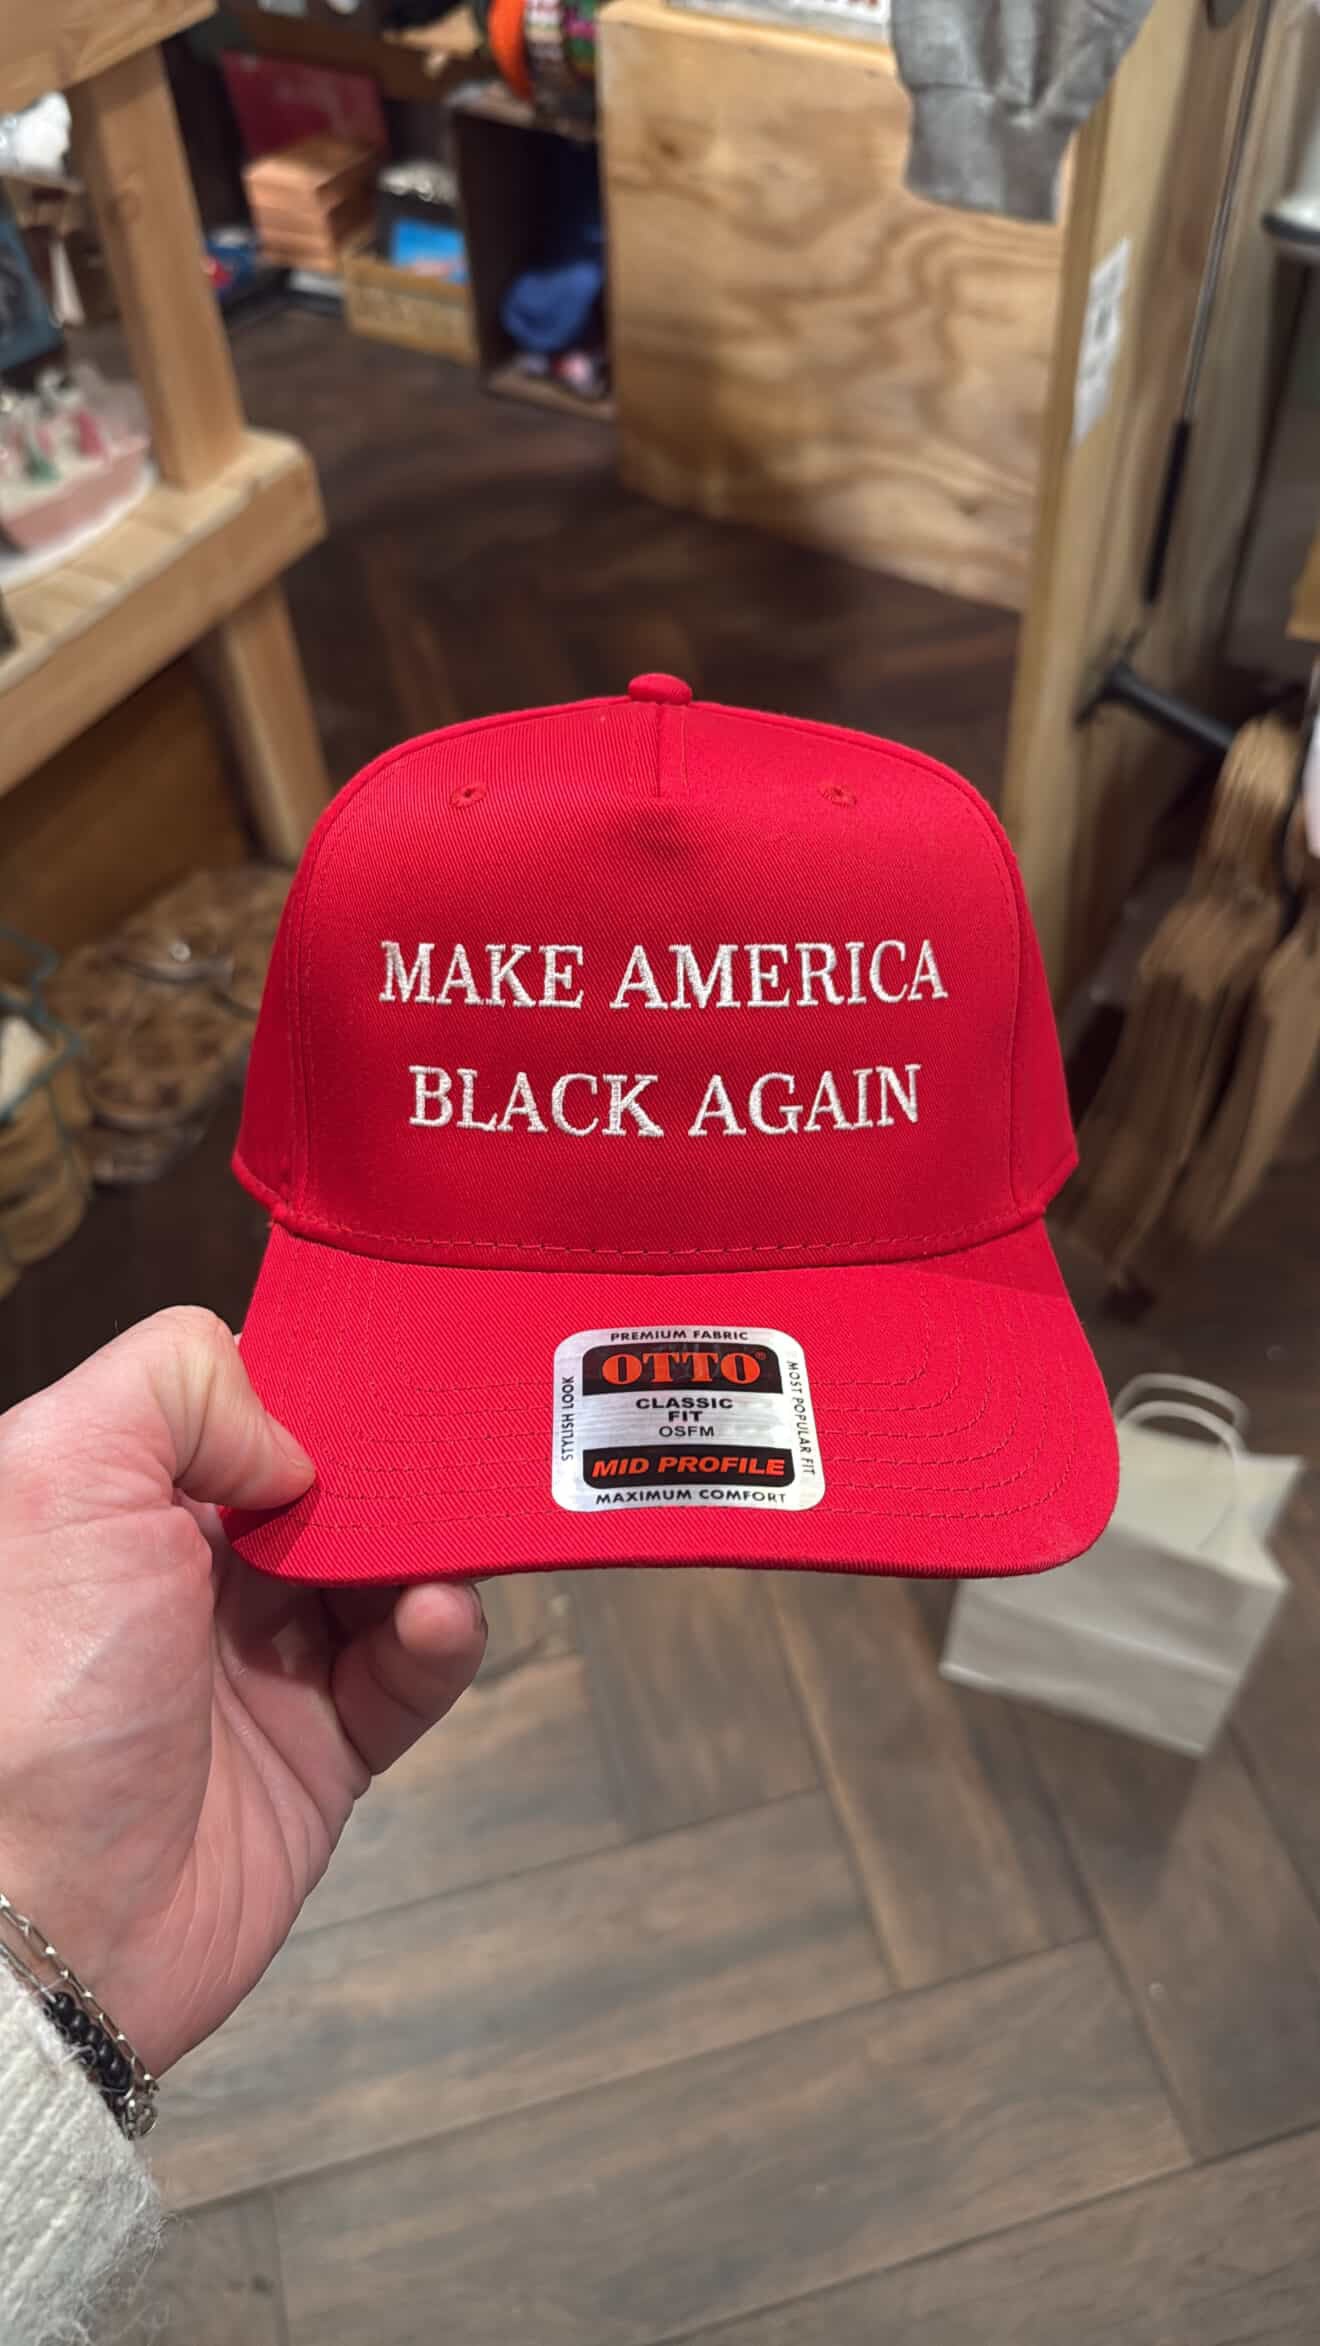 MAKE AMERICA
BLACK AGAIN
PREMIUM FABRIC
OTTO®
CLASSIC
FIT
OSFM
MID PROFILE
MAXIMUM COMFORT
STYLISH LOOK
MOST POPULAR FIT